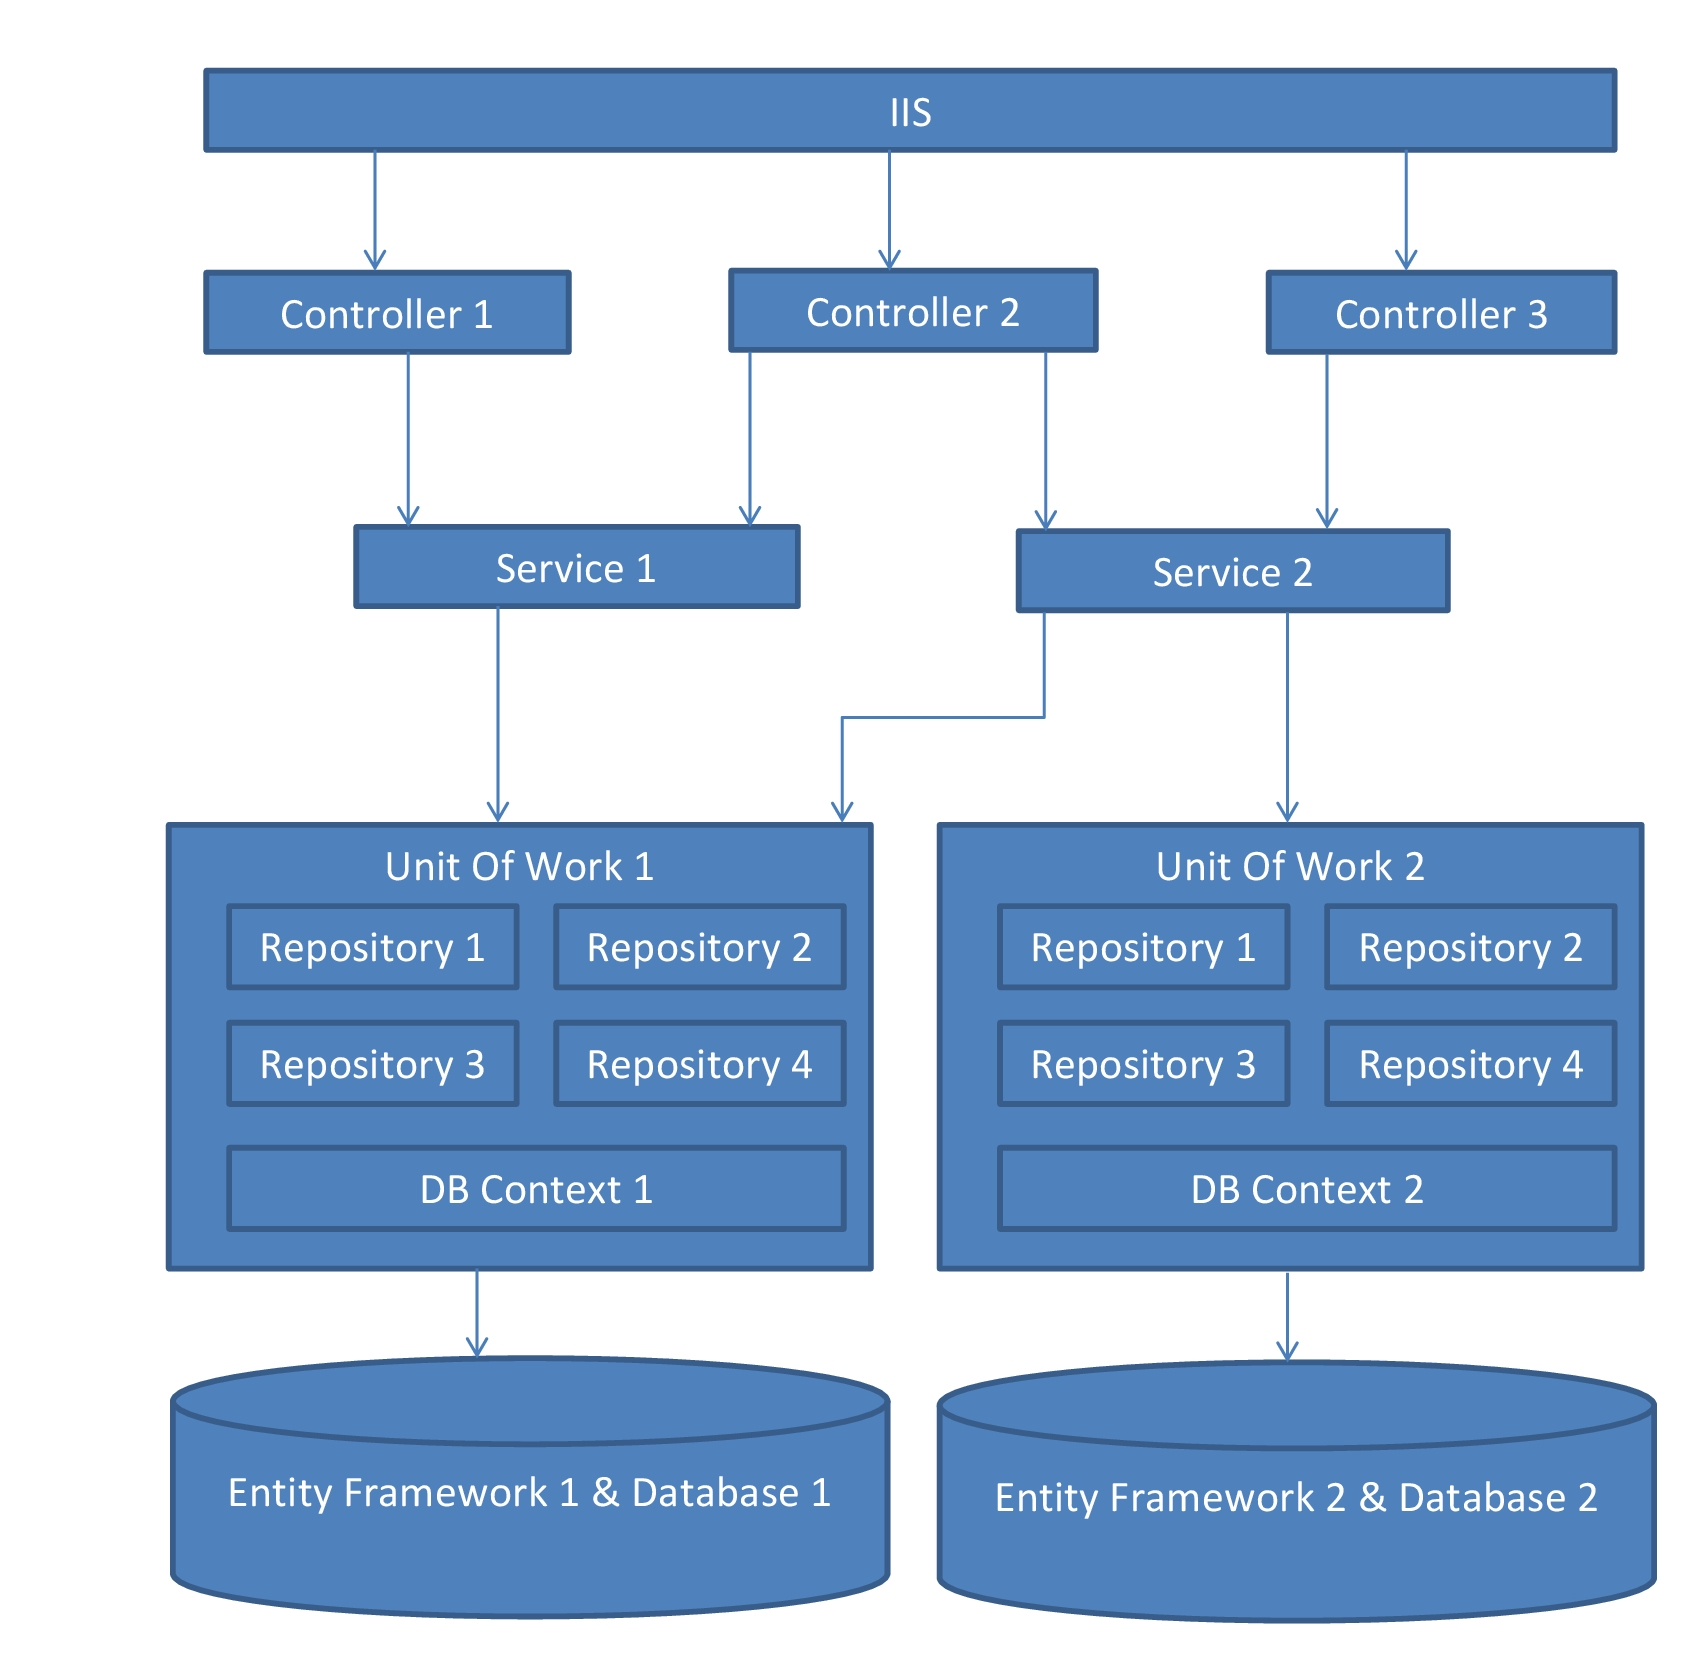 IIS
Controller 1
Controller 2
Controller 3
Service 1
Service 2
Unit Of Work 1
Repository 1
Repository 2
Repository 3
Repository 4
DB Context 1
Unit Of Work 2
Repository 1
Repository 2
Repository 3
Repository 4
DB Context 2
Entity Framework 1 & Database 1
Entity Framework 2 & Database 2